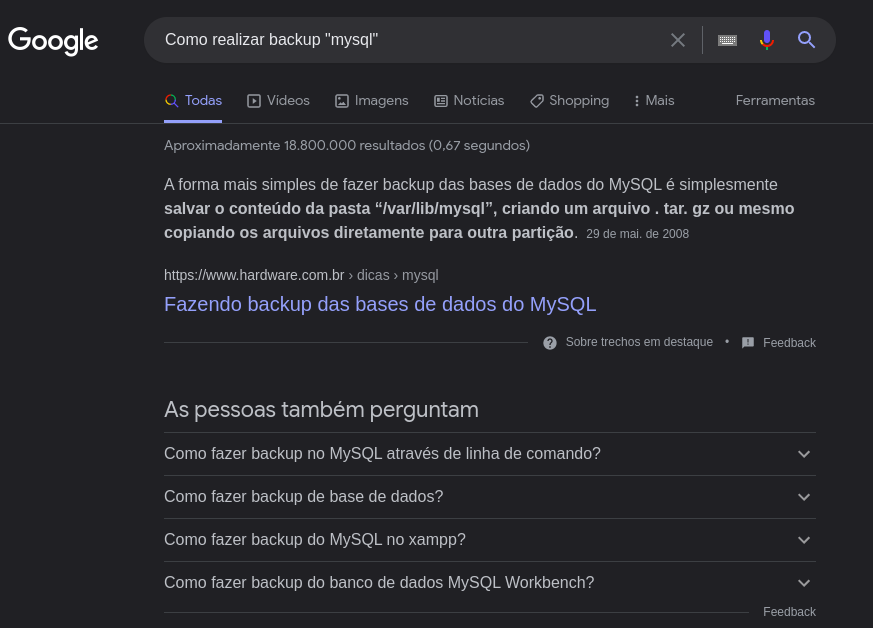 Google
Como realizar backup "mysql"
Todas Vídeos Imagens Notícias Shopping Mais Ferramentas
Aproximadamente 18.800.000 resultados (0,67 segundos)
A forma mais simples de fazer backup das bases de dados do MySQL é simplesmente
salvar o conteúdo da pasta “/var/lib/mysql”, criando um arquivo . tar. gz ou mesmo
copiando os arquivos diretamente para outra partição. 29 de mai. de 2008
https://www.hardware.com.br › dicas › mysql
Fazendo backup das bases de dados do MySQL
Sobre trechos em destaque • Feedback
As pessoas também perguntam
Como fazer backup no MySQL através de linha de comando?
Como fazer backup de base de dados?
Como fazer backup do MySQL no xampp?
Como fazer backup do banco de dados MySQL Workbench?
Feedback